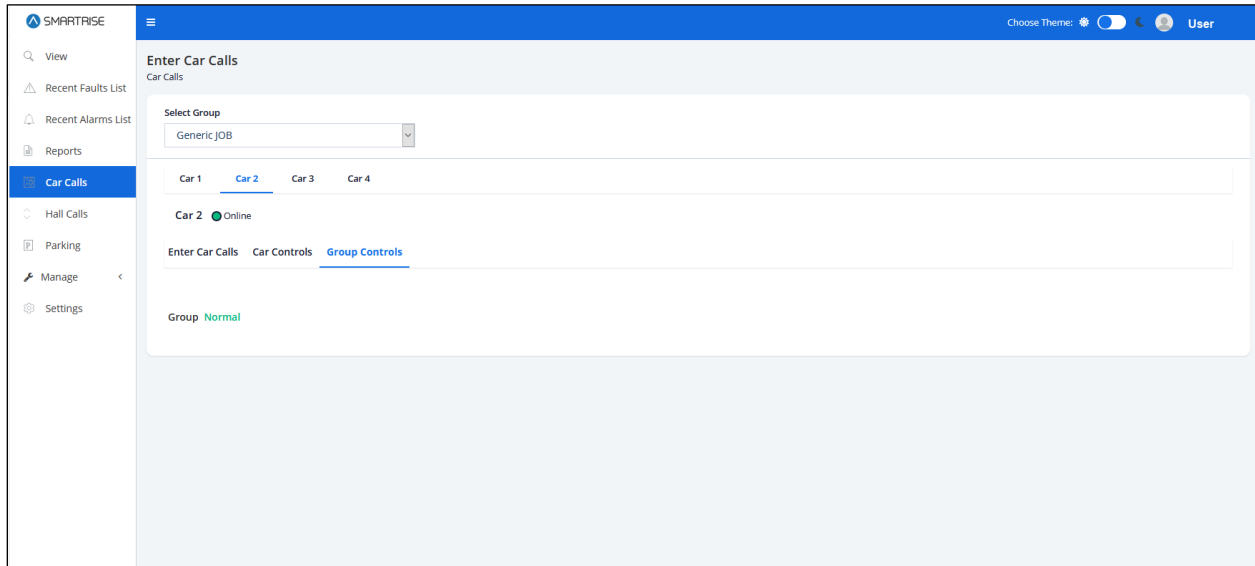 SMARTRISE
Choose Theme:
User
View
Recent Faults List
Recent Alarms List
Reports
Car Calls
Hall Calls
P Parking
Manage
Settings
Enter Car Calls
Car Calls
Select Group
Generic JOB
Car 1 Car 2 Car 3 Car 4
Car 2 Online
Enter Car Calls Car Controls Group Controls
Group Normal